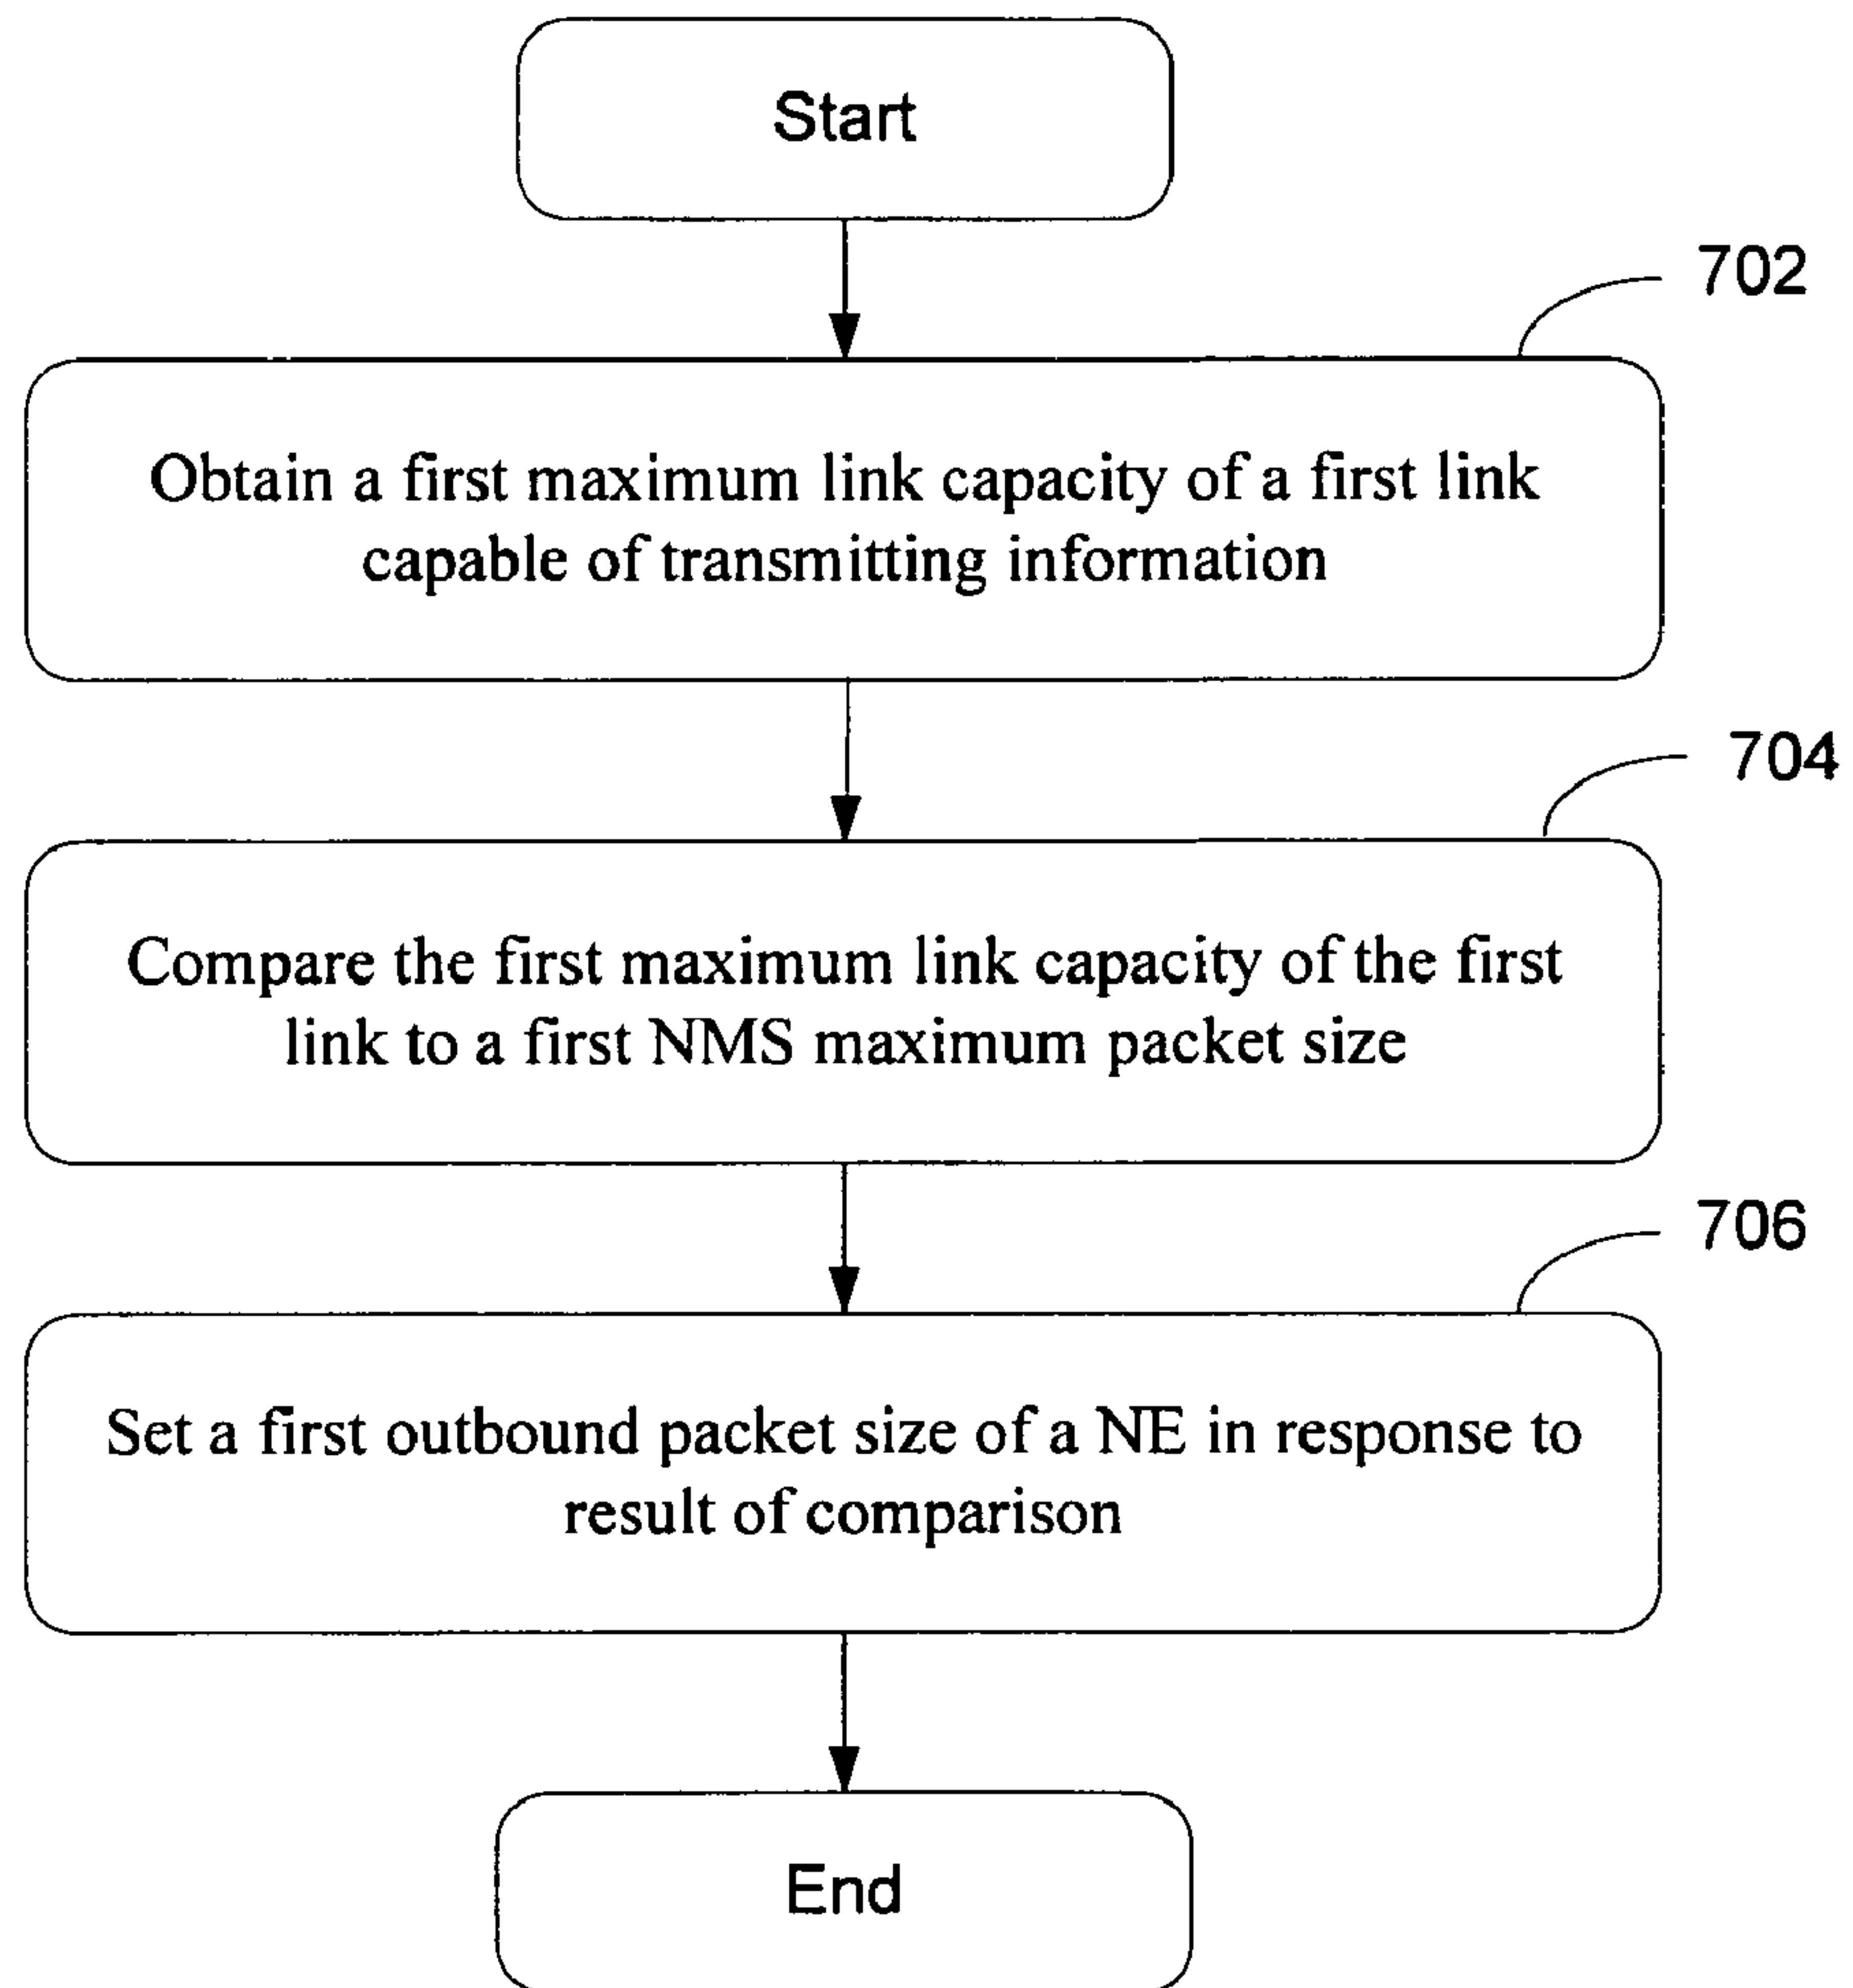 Start
702
Obtain a first maximum link capacity of a first link
capable of transmitting information
704
Compare the first maximum link capacity of the first
link to a first NMS maximum packet size
706
Set a first outbound packet size of a NE in response to
result of comparison
End